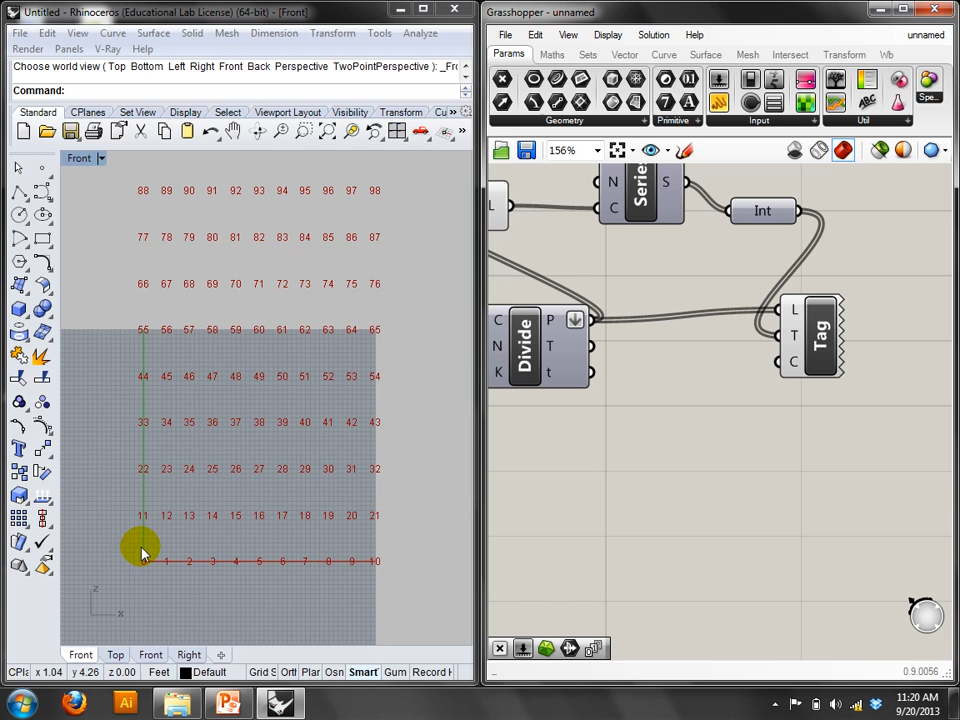 Untitled - Rhinoceros (Educational Lab License) (64-bit) - [Front]
File Edit View Curve Surface Solid Mesh Dimension Transform Tools Analyze
Render Panels V-Ray Help
Choose world view ( Top Bottom Left Right Front Back Perspective TwoPointPerspective ): _Fro
Command:
Standard CPlanes Set View Display Select Viewport Layout Visibility Transform Cu »
Front
88 89 90 91 92 93 94 95 96 97 98
77 78 79 80 81 82 83 84 85 86 87
66 67 68 69 70 71 72 73 74 75 76
55 56 57 58 59 60 61 62 63 64 65
44 45 46 47 48 49 50 51 52 53 54
33 34 35 36 37 38 39 40 41 42 43
22 23 24 25 26 27 28 29 30 31 32
11 12 13 14 15 16 17 18 19 20 21
0 1 2 3 4 5 6 7 8 9 10
z
x
Front Top Front Right
CPla x 1.04 y 4.26 z 0.00 Feet Default Grid S Orth Plar Osn Smart Gum Record H
Grasshopper - unnamed
File Edit View Display Solution Help unnamed
Params Maths Sets Vector Curve Surface Mesh Intersect Transform Wb
Geometry Primitive Input Util
Spe...
156%
L
N
C
Series
S
Int
C
N
K
Divide
P
T
t
L
T
C
Tag
0.9.0056
Ai
11:20 AM
9/20/2013